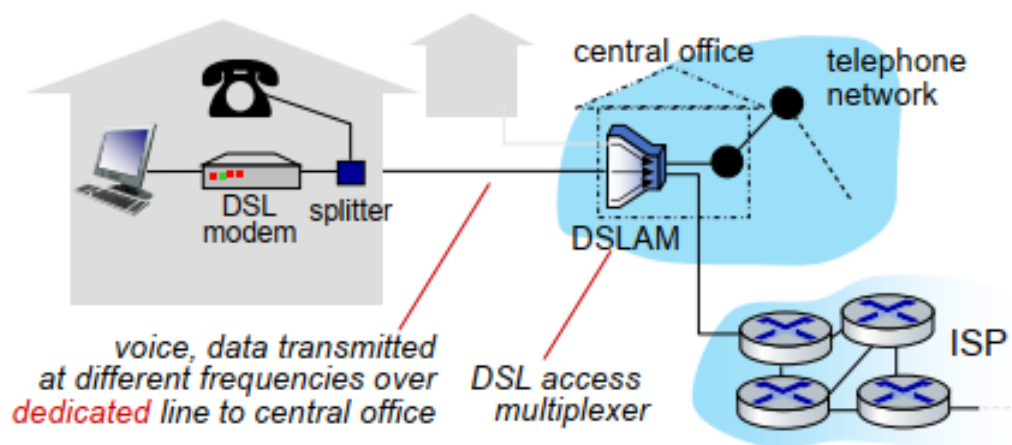 central office
telephone
network
DSL
modem
splitter
DSLAM
voice, data transmitted
at different frequencies over
dedicated line to central office
DSL access
multiplexer
ISP